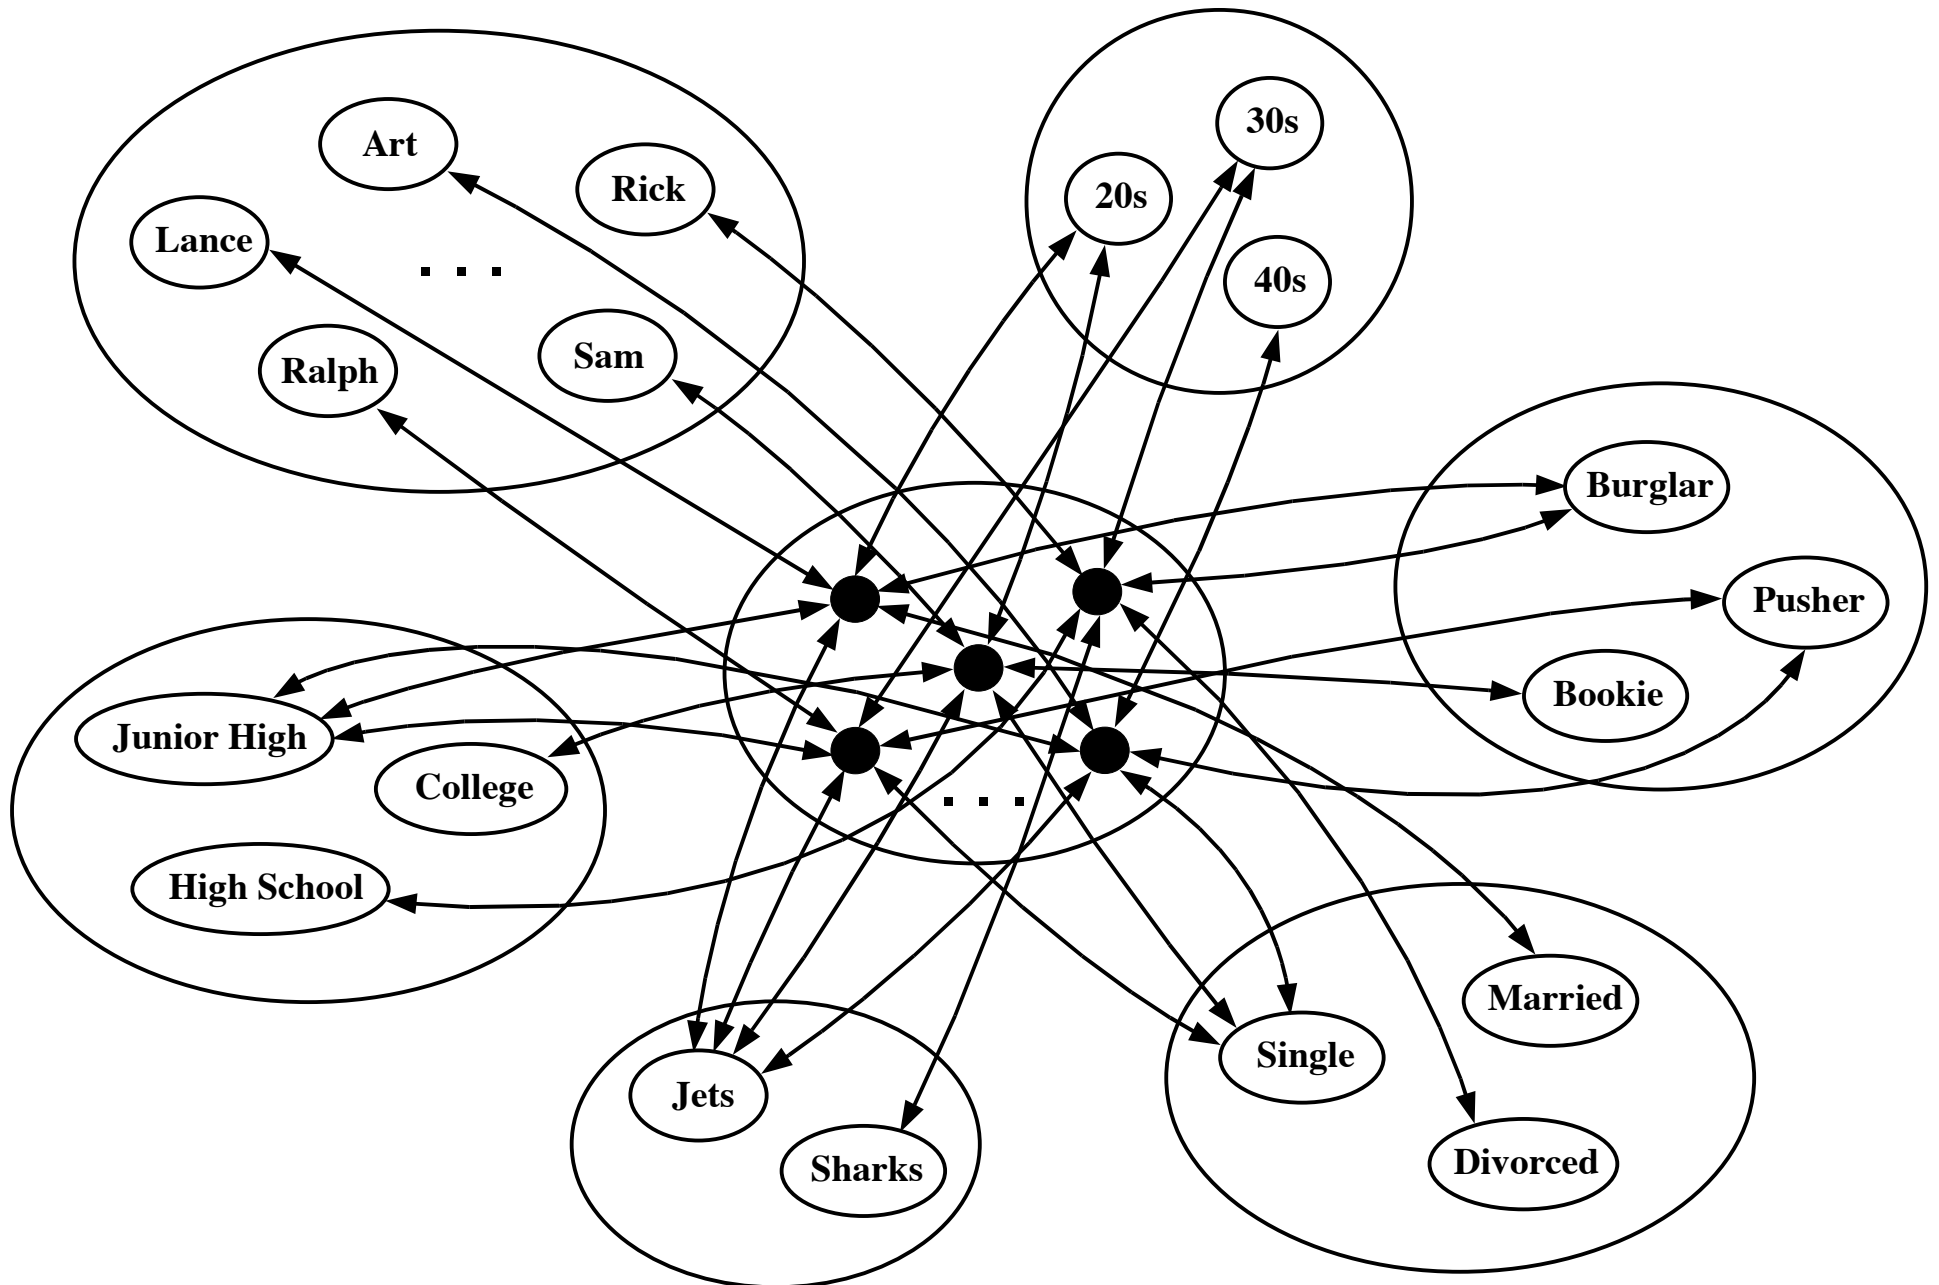 Art
Rick
Lance
. . .
Ralph
Sam
30s
20s
40s
Burglar
Pusher
Bookie
Junior High
College
High School
. . .
Jets
Sharks
Married
Single
Divorced